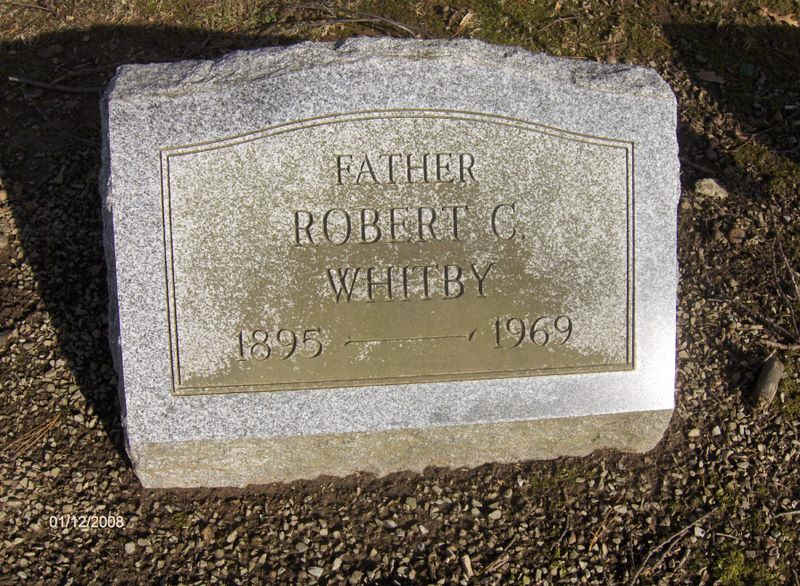 FATHER
ROBERT C.
WHITBY
1895 — 1969
01/12/2008